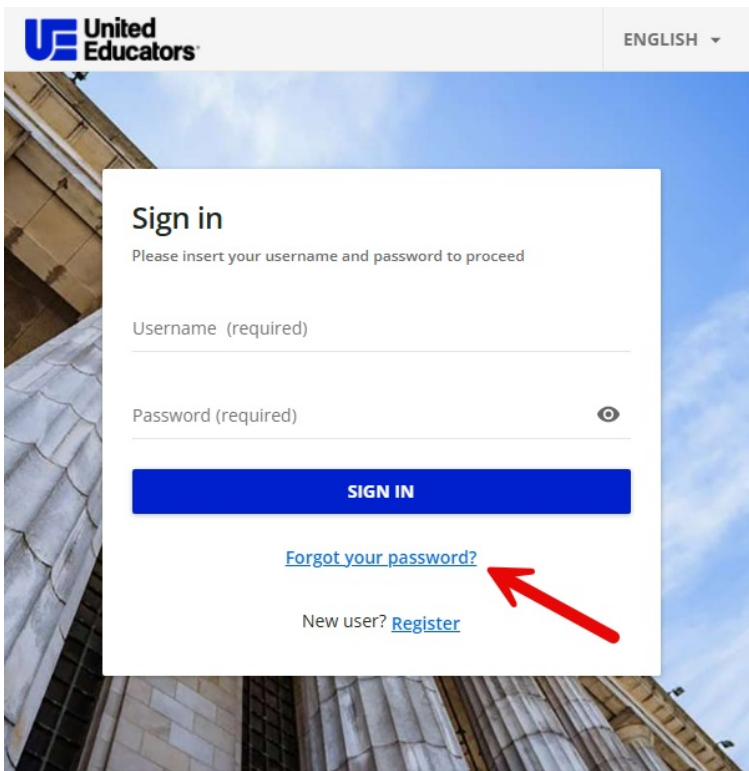 UE United
Educators
ENGLISH
Sign in
Please insert your username and password to proceed
Username (required)
Password (required)
SIGN IN
Forgot your password?
New user? Register